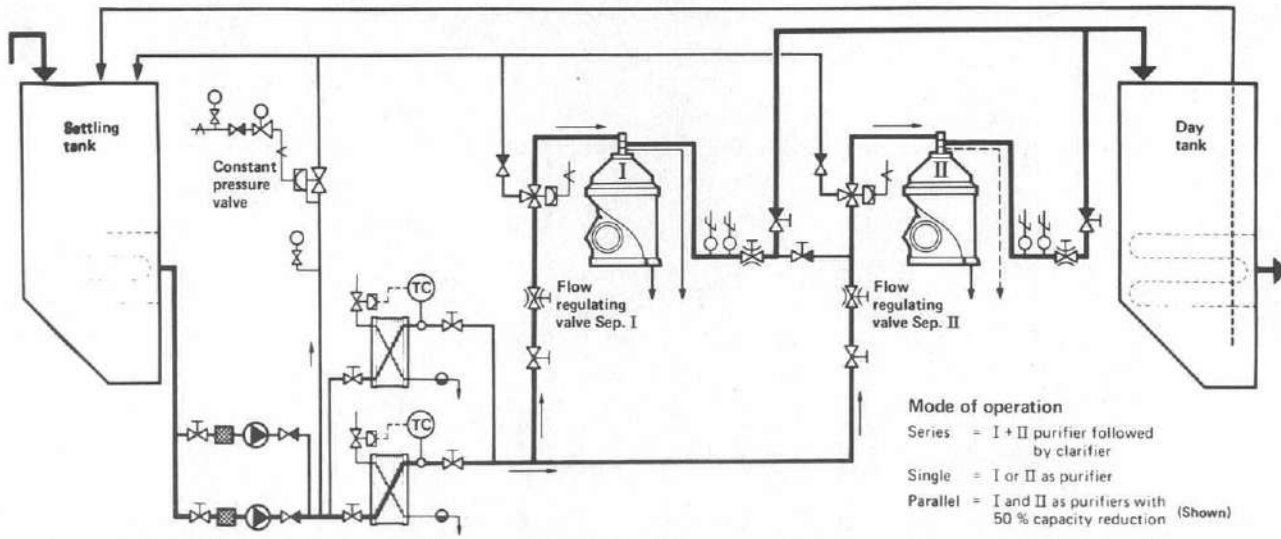 Settling
tank
Constant
pressure
valve
TC
TC
I
Flow
regulating
valve Sep. I
II
Flow
regulating
valve Sep. II
Day
tank
Mode of operation
Series = I + II purifier followed
by clarifier
Single = I or II as purifier
Parallel = I and II as purifiers with
50 % capacity reduction (Shown)